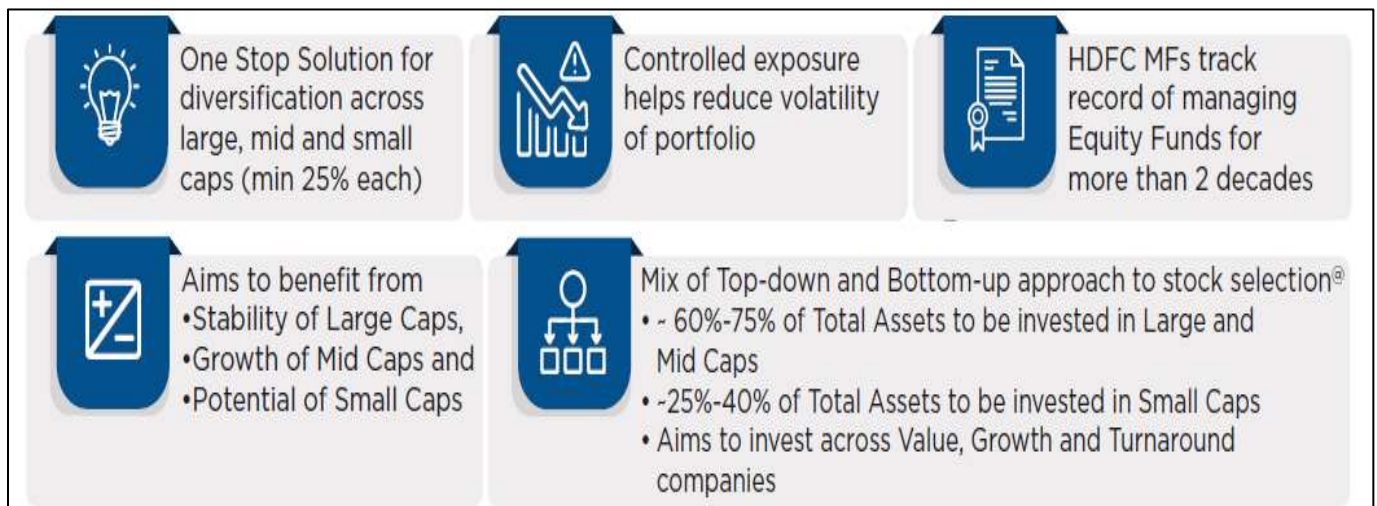 One Stop Solution for
diversification across
large, mid and small
caps (min 25% each)
Controlled exposure
helps reduce volatility
of portfolio
HDFC MFs track
record of managing
Equity Funds for
more than 2 decades
Aims to benefit from
•Stability of Large Caps,
•Growth of Mid Caps and
•Potential of Small Caps
Mix of Top-down and Bottom-up approach to stock selection@
• ~ 60%-75% of Total Assets to be invested in Large and
Mid Caps
• ~25%-40% of Total Assets to be invested in Small Caps
• Aims to invest across Value, Growth and Turnaround
companies